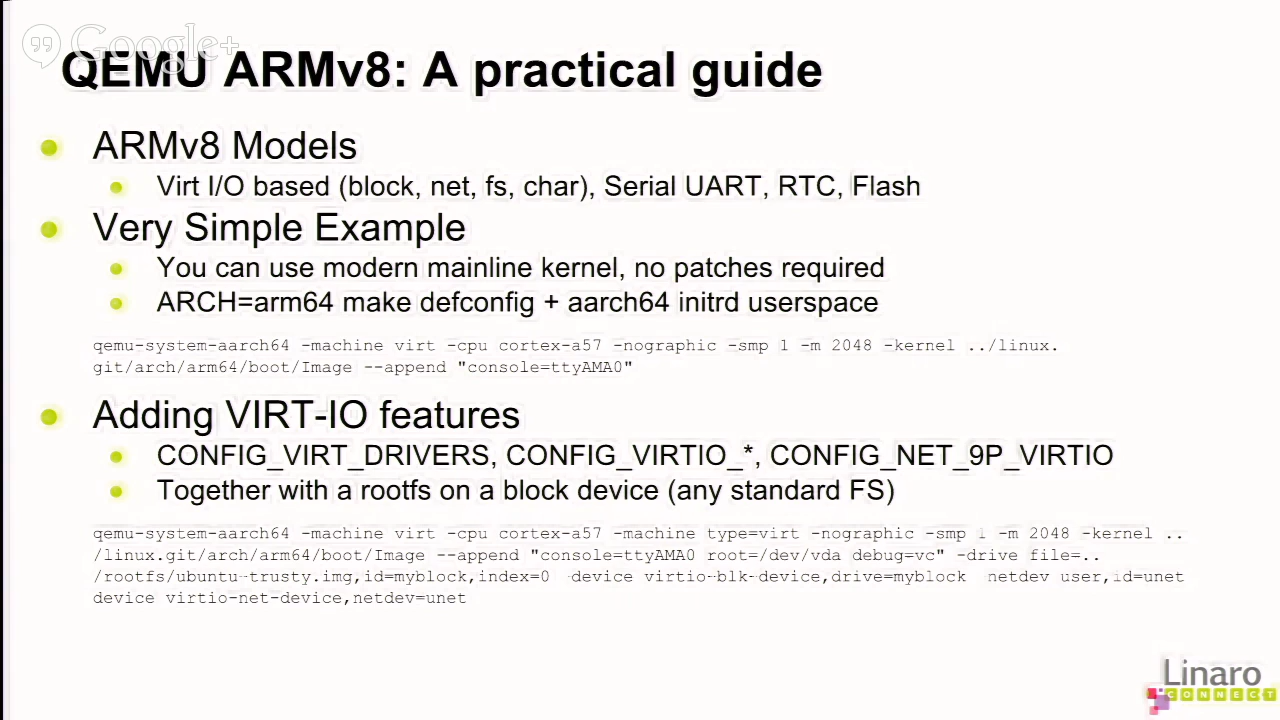 Google+
QEMU ARMv8: A practical guide
ARMv8 Models
Virt I/O based (block, net, fs, char), Serial UART, RTC, Flash
Very Simple Example
You can use modern mainline kernel, no patches required
ARCH=arm64 make defconfig + aarch64 initrd userspace
qemu-system-aarch64 -machine virt -cpu cortex-a57 -nographic -smp 1 -m 2048 -kernel ../linux.
git/arch/arm64/boot/Image --append "console=ttyAMA0"
Adding VIRT-IO features
CONFIG_VIRT_DRIVERS, CONFIG_VIRTIO_*, CONFIG_NET_9P_VIRTIO
Together with a rootfs on a block device (any standard FS)
qemu-system-aarch64 -machine virt -cpu cortex-a57 -machine type=virt -nographic -smp 1 -m 2048 -kernel ..
/linux.git/arch/arm64/boot/Image --append "console=ttyAMA0 root=/dev/vda debug=vc" -drive file=..
/rootfs/ubuntu-trusty.img,id=myblock,index=0 -device virtio-blk-device,drive=myblock -netdev user,id=unet
device virtio-net-device,netdev=unet
Linaro
CONNECT